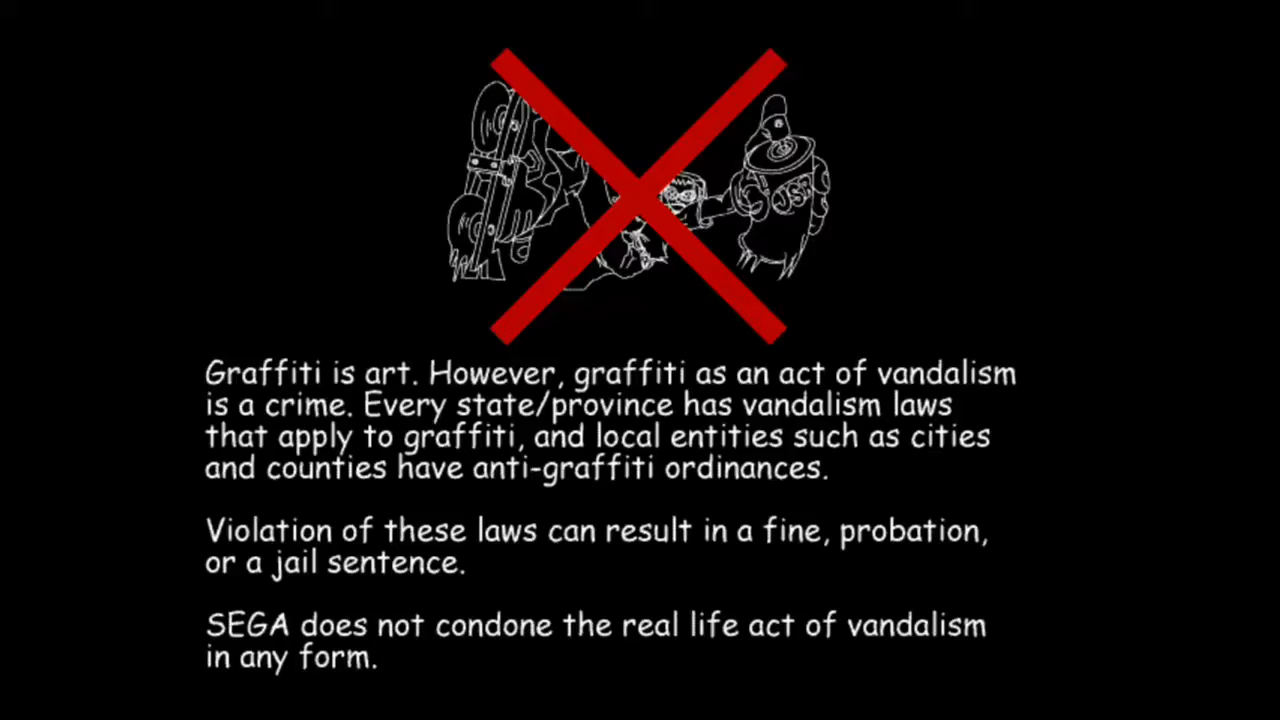 JSR
Graffiti is art. However, graffiti as an act of vandalism
is a crime. Every state/province has vandalism laws
that apply to graffiti, and local entities such as cities
and counties have anti-graffiti ordinances.
Violation of these laws can result in a fine, probation,
or a jail sentence.
SEGA does not condone the real life act of vandalism
in any form.